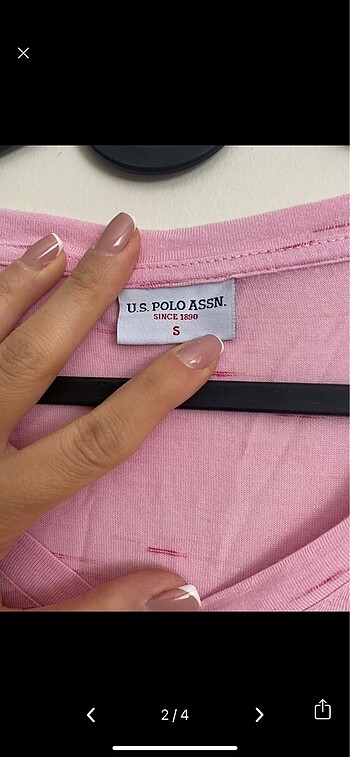 U.S. POLO ASSN.
SINCE 1890
S
2/4